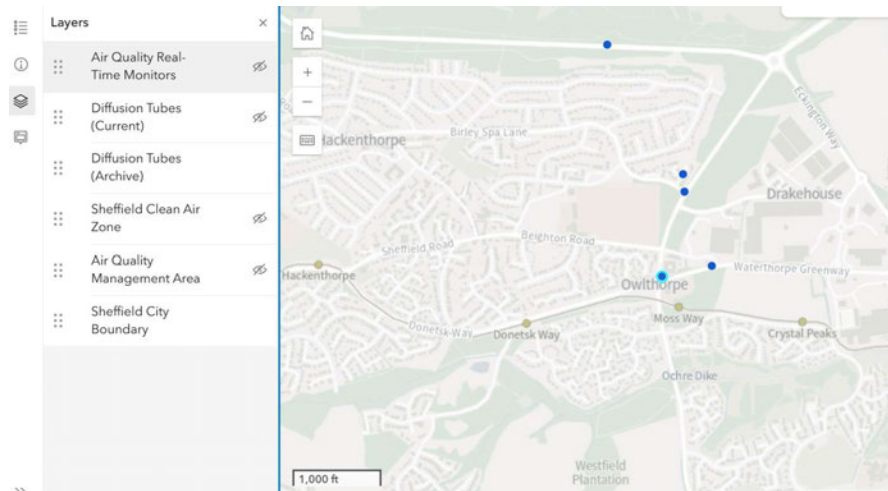 Layers
Air Quality Real-
Time Monitors
Diffusion Tubes
(Current)
Diffusion Tubes
(Archive)
Sheffield Clean Air
Zone
Air Quality
Management Area
Sheffield City
Boundary
Eckington Way
Birley Spa Lane
Hackenthorpe
Drakehouse
Sheffield Road
Beighton Road
Waterthorpe Greenway
Hackenthorpe
Owlthorpe
Moss Way
Donetsk Way
Donetsk Way
Crystal Peaks
Ochre Dike
Westfield
Plantation
1,000 ft